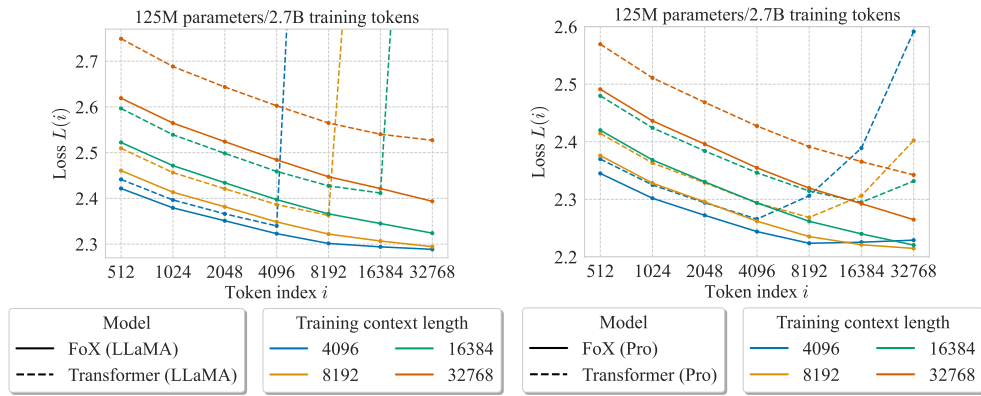 125M parameters/2.7B training tokens
Loss L(i)
2.7
2.6
2.5
2.4
2.3
512 1024 2048 4096 8192 16384 32768
Token index i
Model
FoX (LLaMA)
Transformer (LLaMA)
Training context length
4096 16384
8192 32768
125M parameters/2.7B training tokens
Loss L(i)
2.6
2.5
2.4
2.3
2.2
512 1024 2048 4096 8192 16384 32768
Token index i
Model
FoX (Pro)
Transformer (Pro)
Training context length
4096 16384
8192 32768